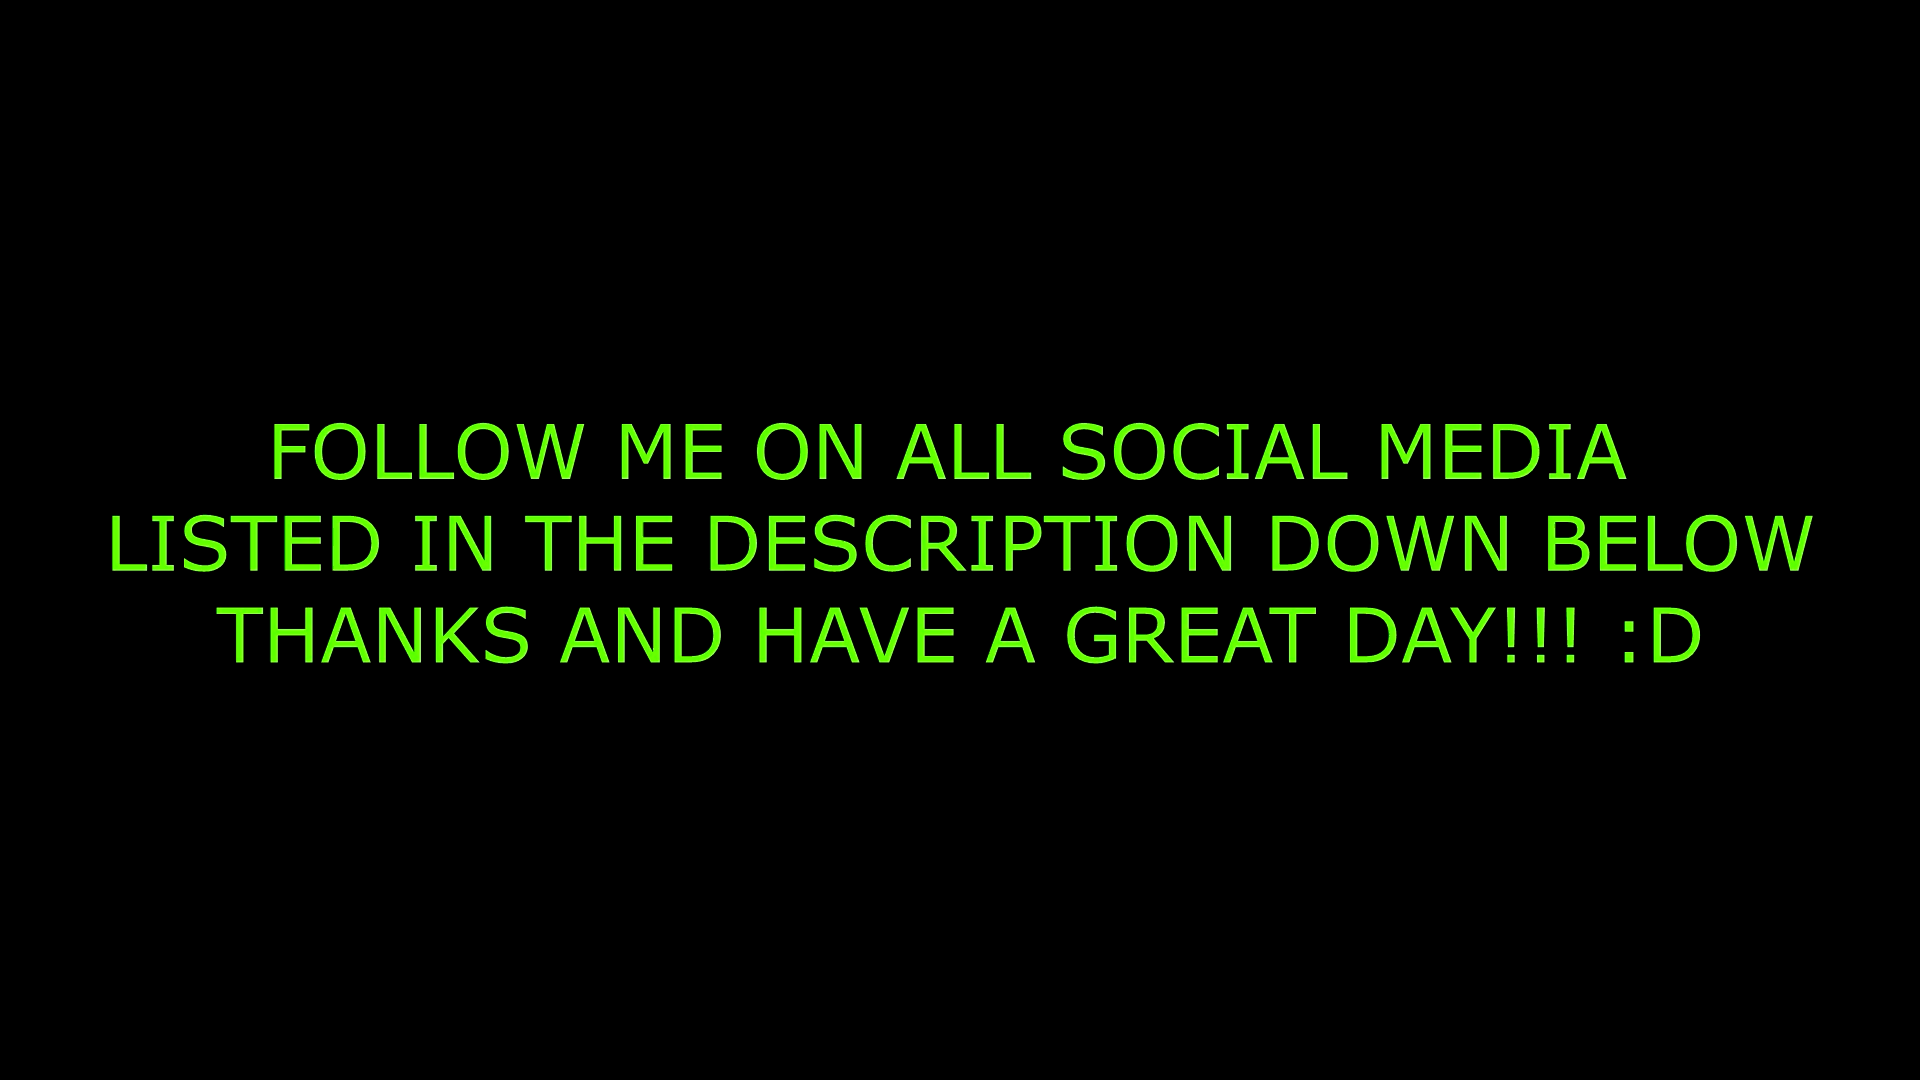 FOLLOW ME ON ALL SOCIAL MEDIA
LISTED IN THE DESCRIPTION DOWN BELOW
THANKS AND HAVE A GREAT DAY!!! :D